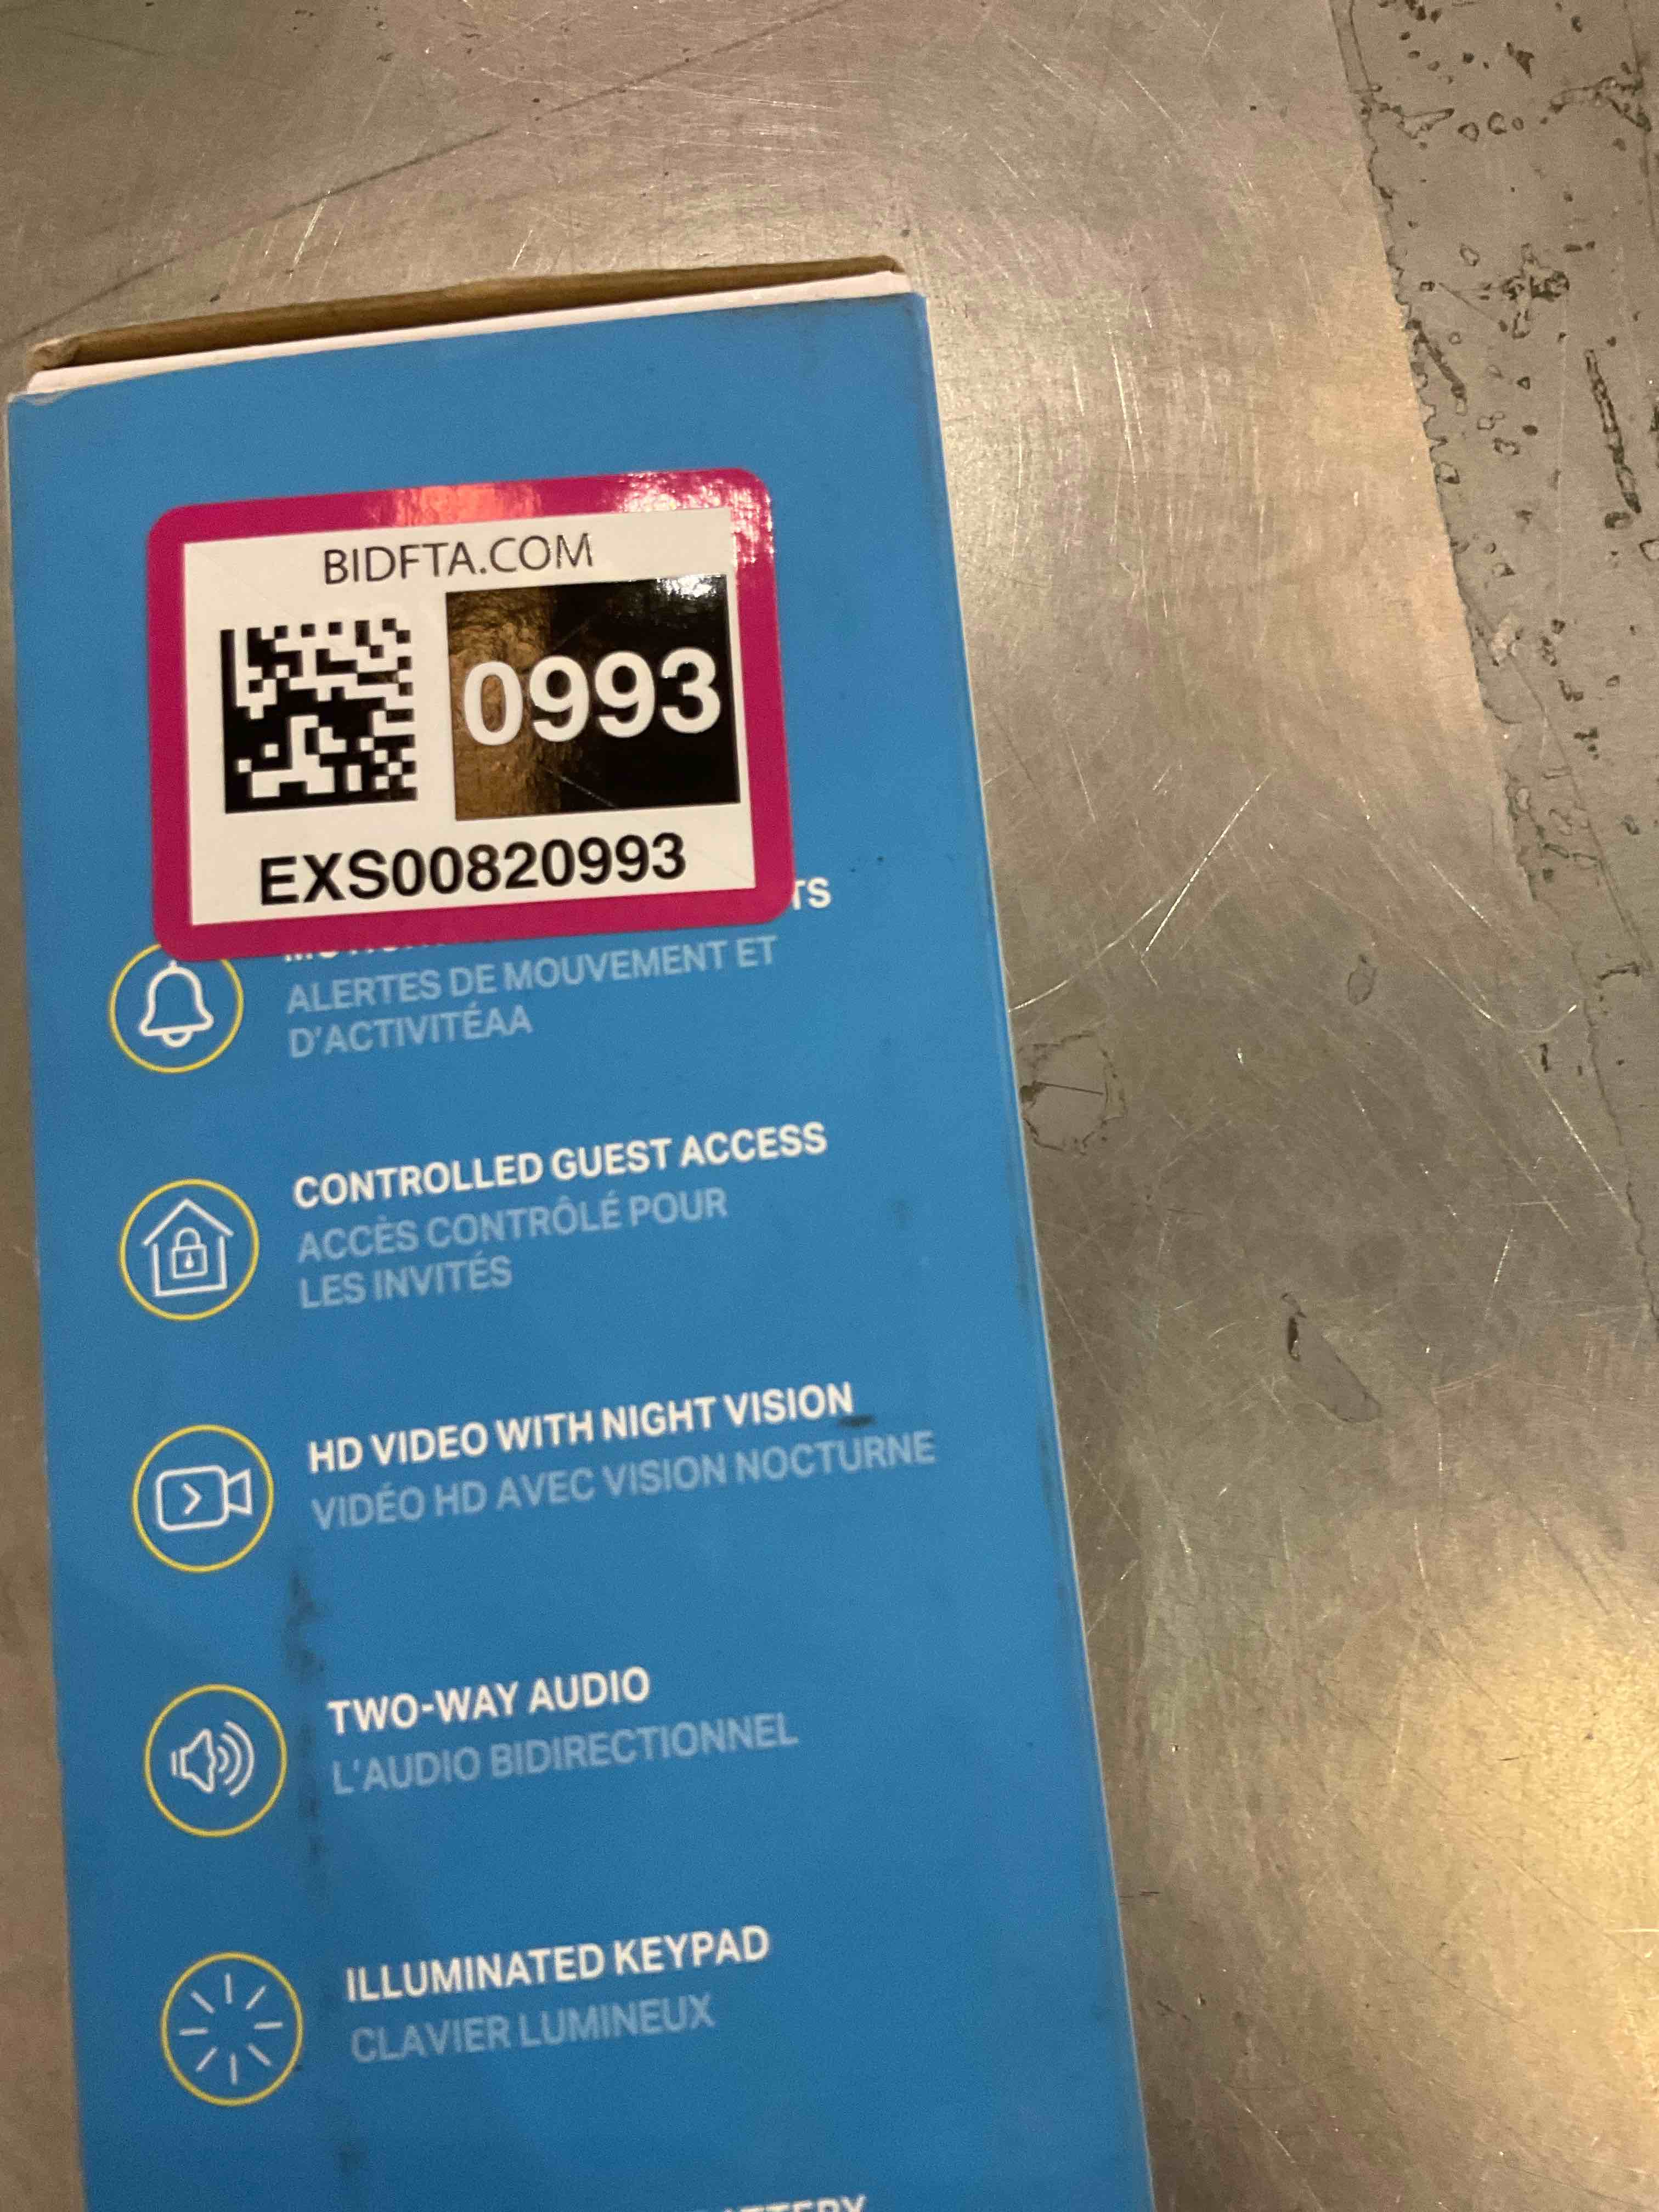 BIDFTA.COM
0993
EXS00820993
ALERTES DE MOUVEMENT ET
D'ACTIVITÉAA
CONTROLLED GUEST ACCESS
ACCÈS CONTRÔLÉ POUR
LES INVITÉS
HD VIDEO WITH NIGHT VISION
VIDÉO HD AVEC VISION NOCTURNE
TWO-WAY AUDIO
L'AUDIO BIDIRECTIONNEL
ILLUMINATED KEYPAD
CLAVIER LUMINEUX